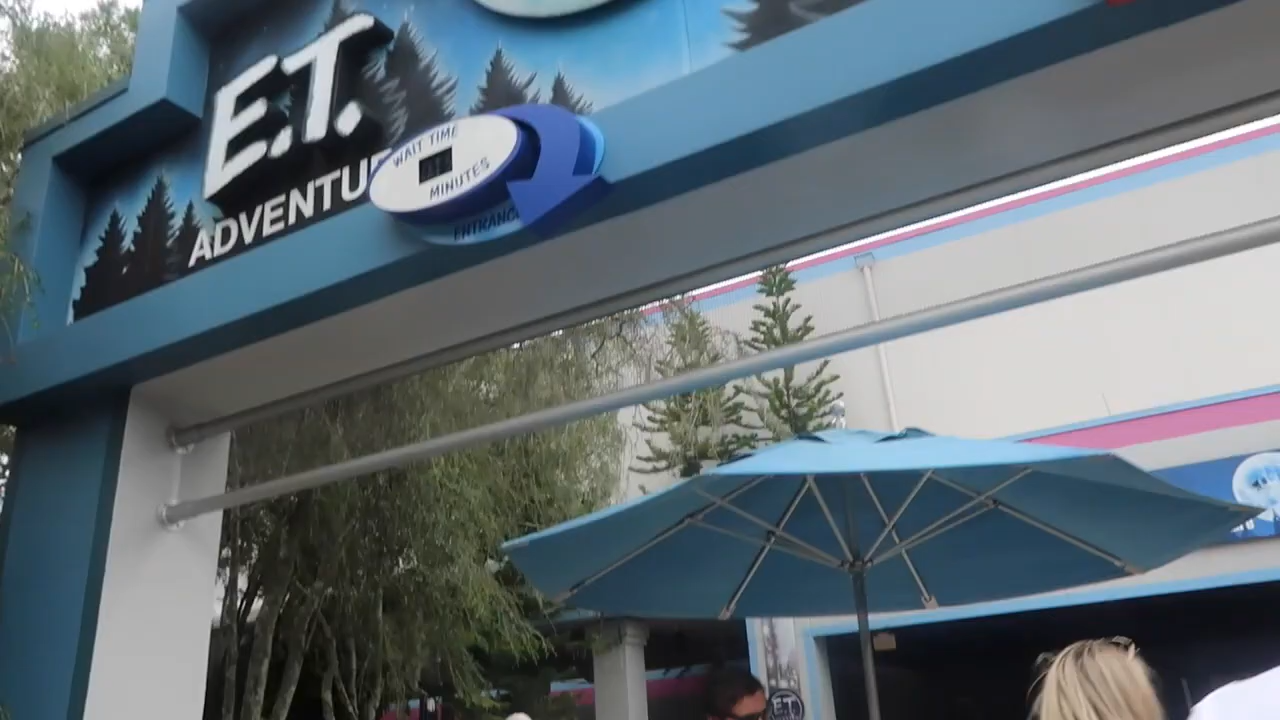 E.T.
ADVENTU
WAIT TIME
MINUTES
ENTRANC
E.T.